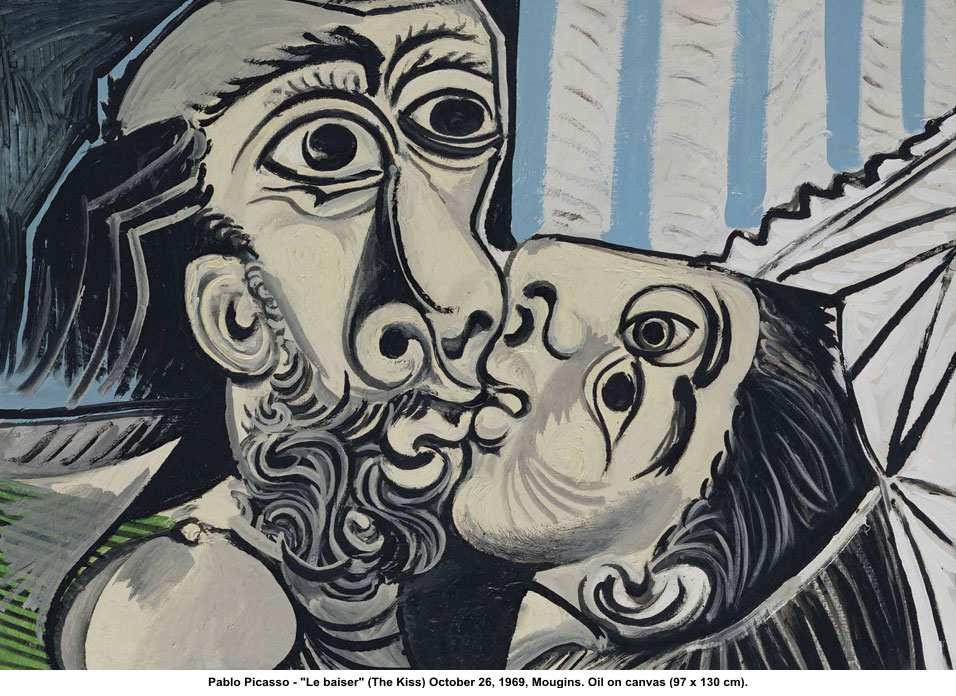 Pablo Picasso - "Le baiser" (The Kiss) October 26, 1969, Mougins. Oil on canvas (97 x 130 cm).